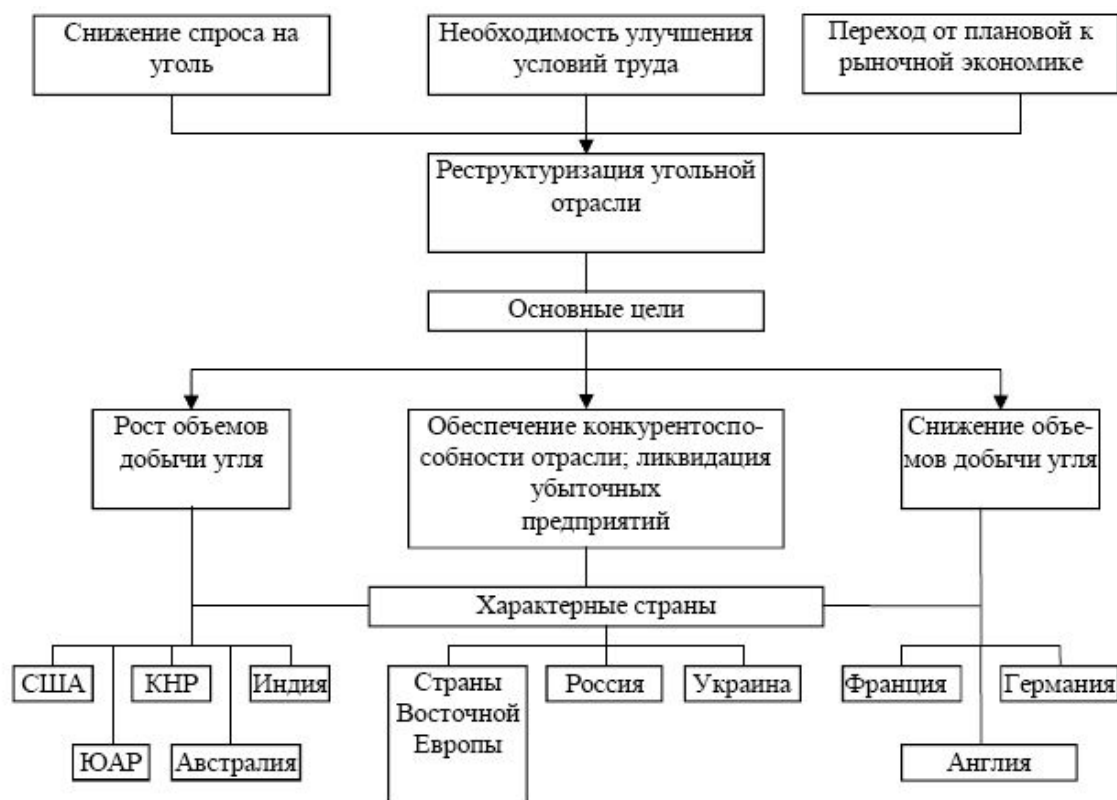 Снижение спроса на
уголь
Необходимость улучшения
условий труда
Переход от плановой к
рыночной экономике
Реструктуризация угольной
отрасли
Основные цели
Рост объемов
добычи угля
Обеспечение конкурентоспо-
собности отрасли; ликвидация
убыточных
предприятий
Снижение объе-
мов добычи угля
Характерные страны
США
КНР
Индия
ЮАР
Австралия
Страны
Восточной
Европы
Россия
Украина
Франция
Германия
Англия